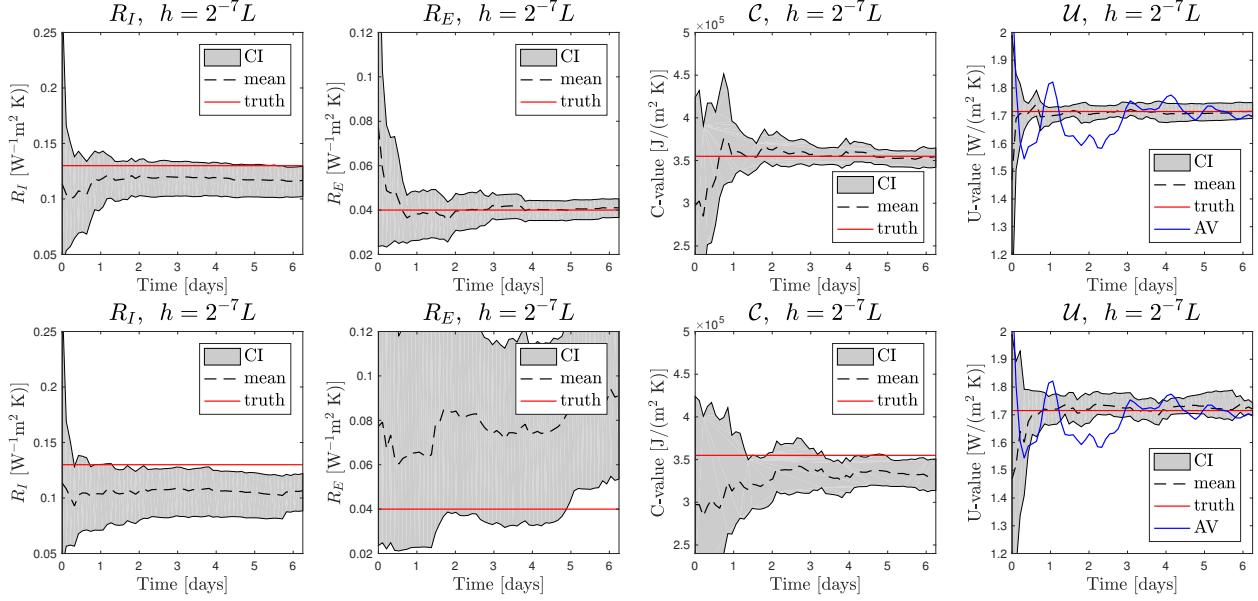 R_I, h = 2^{-7}L
R_I [W^{-1}m^2 K)]
0.25
0.2
0.15
0.1
0.05
CI
mean
truth
0 1 2 3 4 5 6
Time [days]
R_E, h = 2^{-7}L
R_E [W^{-1}m^2 K)]
0.12
0.1
0.08
0.06
0.04
0.02
CI
mean
truth
0 1 2 3 4 5 6
Time [days]
C, h = 2^{-7}L
× 10^5
C-value [J/(m^2 K)]
5
4.5
4
3.5
3
2.5
CI
mean
truth
0 1 2 3 4 5 6
Time [days]
U, h = 2^{-7}L
U-value [W/(m^2 K)]
2
1.9
1.8
1.7
1.6
1.5
1.4
1.3
1.2
CI
mean
truth
AV
0 1 2 3 4 5 6
Time [days]
R_I, h = 2^{-7}L
R_I [W^{-1}m^2 K)]
0.25
0.2
0.15
0.1
0.05
CI
mean
truth
0 1 2 3 4 5 6
Time [days]
R_E, h = 2^{-7}L
R_E [W^{-1}m^2 K)]
0.12
0.1
0.08
0.06
0.04
0.02
CI
mean
truth
0 1 2 3 4 5 6
Time [days]
C, h = 2^{-7}L
× 10^5
C-value [J/(m^2 K)]
5
4.5
4
3.5
3
2.5
CI
mean
truth
0 1 2 3 4 5 6
Time [days]
U, h = 2^{-7}L
U-value [W/(m^2 K)]
2
1.9
1.8
1.7
1.6
1.5
1.4
1.3
1.2
CI
mean
truth
AV
0 1 2 3 4 5 6
Time [days]